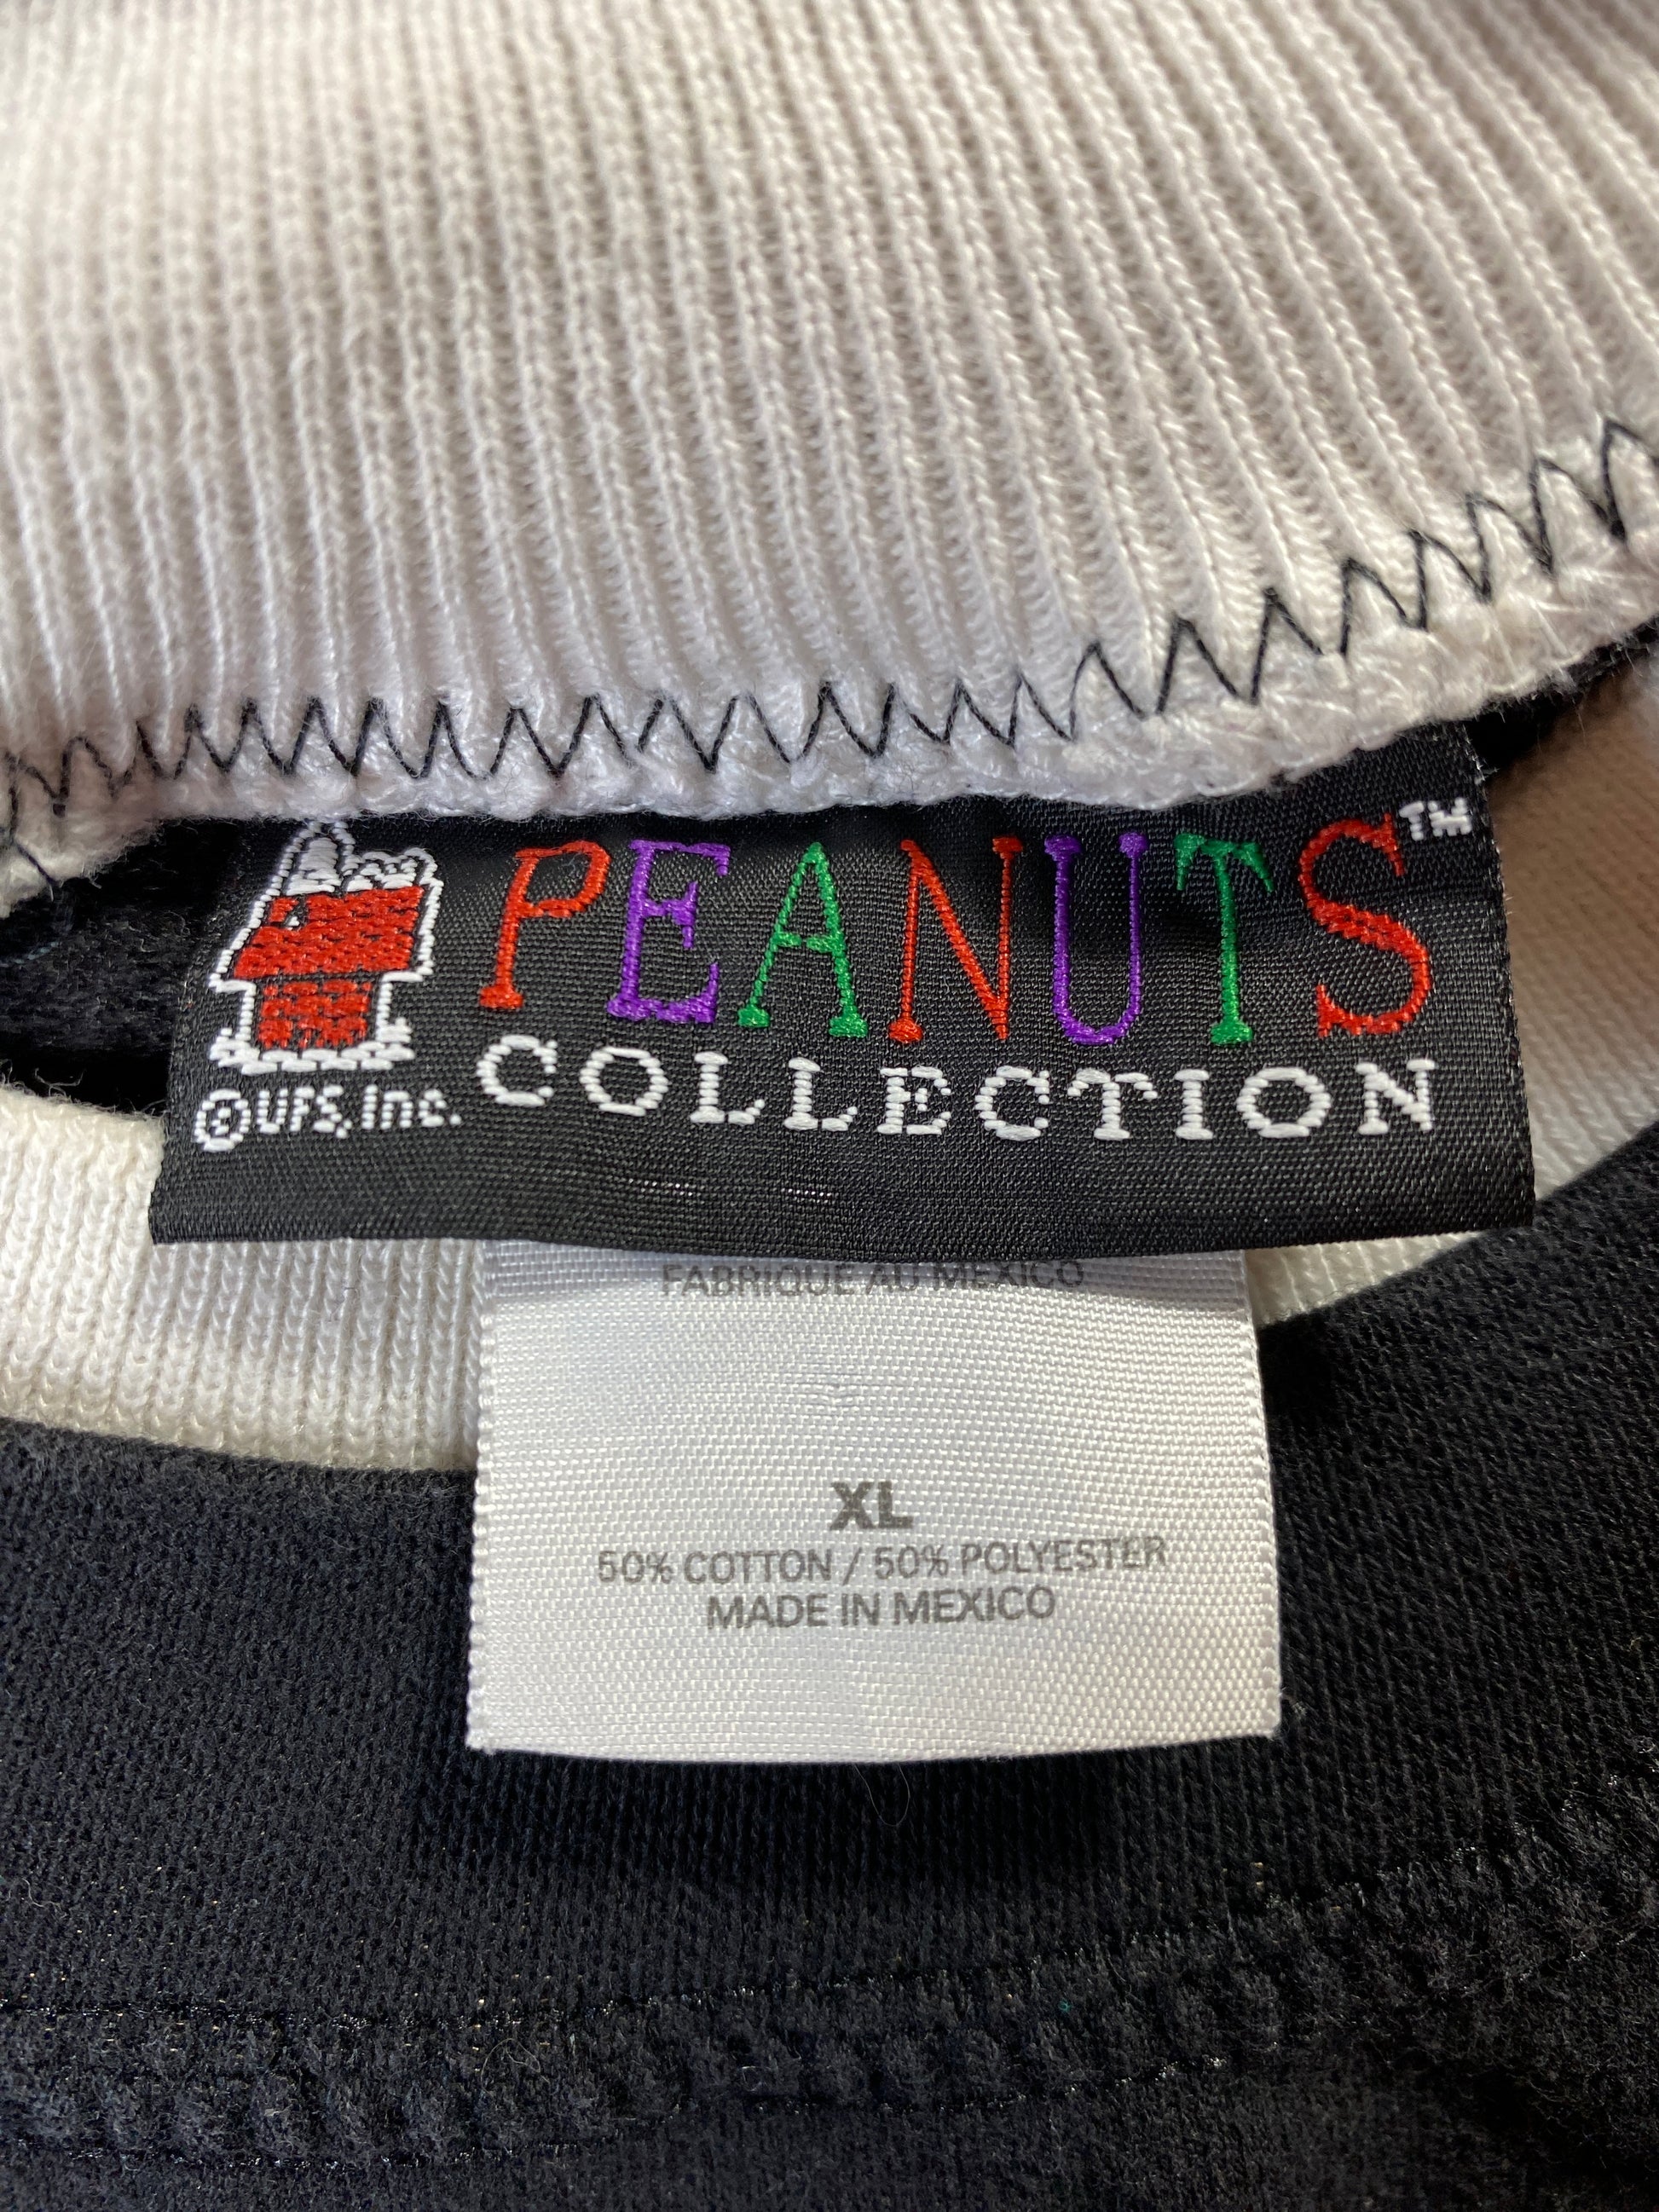 PEANUTS™
COLLECTION
©UFS, Inc.
FABRIQUE AU MEXICO
XL
50% COTTON / 50% POLYESTER
MADE IN MEXICO